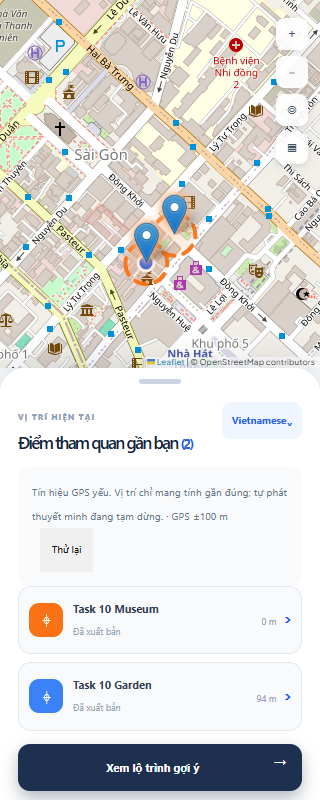 Lê Du
Lê Văn Hưu
Nguyễn Du
Hai Bà Trưng
Bệnh viện
Nhi đồng
2
Lý Tự Trọng
Sài Gòn
Đồng Khởi
Nguyễn Du
Pasteur
Lý Tự Trọng
Pasteur
Nguyễn Huệ
Lê Lợi
Đồng Khởi
Thi Sách
Khu phố 5
Nhà Hát
Leaflet | © OpenStreetMap contributors
VỊ TRÍ HIỆN TẠI
Vietnamese
Điểm tham quan gần bạn (2)
Tín hiệu GPS yếu. Vị trí chỉ mang tính gần đúng; tự phát
thuyết minh đang tạm dừng. · GPS ±100 m
Thử lại
Task 10 Museum
Đã xuất bản
0 m
Task 10 Garden
Đã xuất bản
94 m
Xem lộ trình gợi ý →